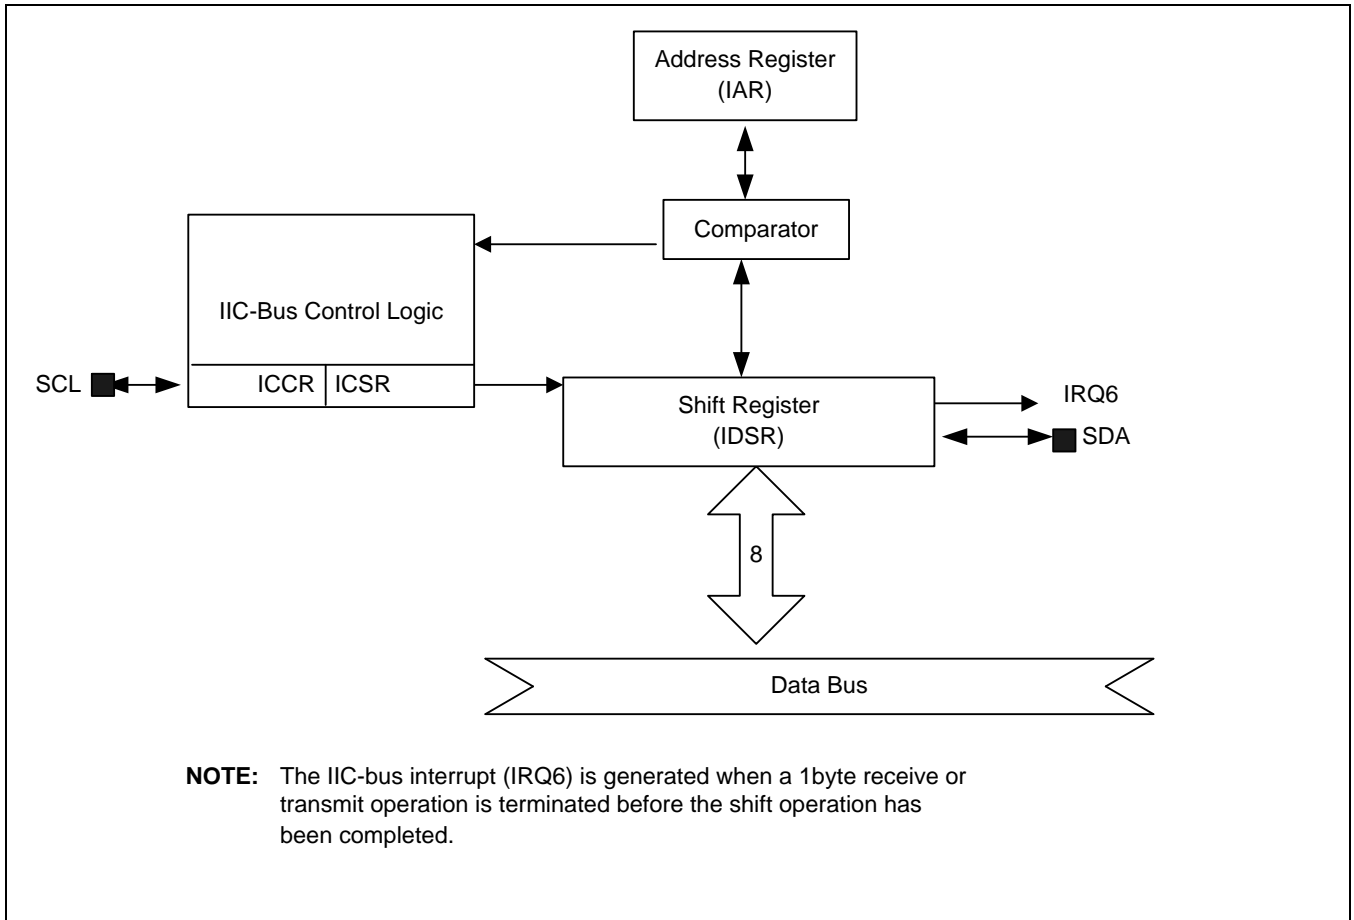 Address Register
(IAR)
Comparator
IIC-Bus Control Logic
SCL
ICCR
ICSR
Shift Register
(IDSR)
IRQ6
SDA
8
Data Bus
NOTE: The IIC-bus interrupt (IRQ6) is generated when a 1byte receive or
transmit operation is terminated before the shift operation has
been completed.